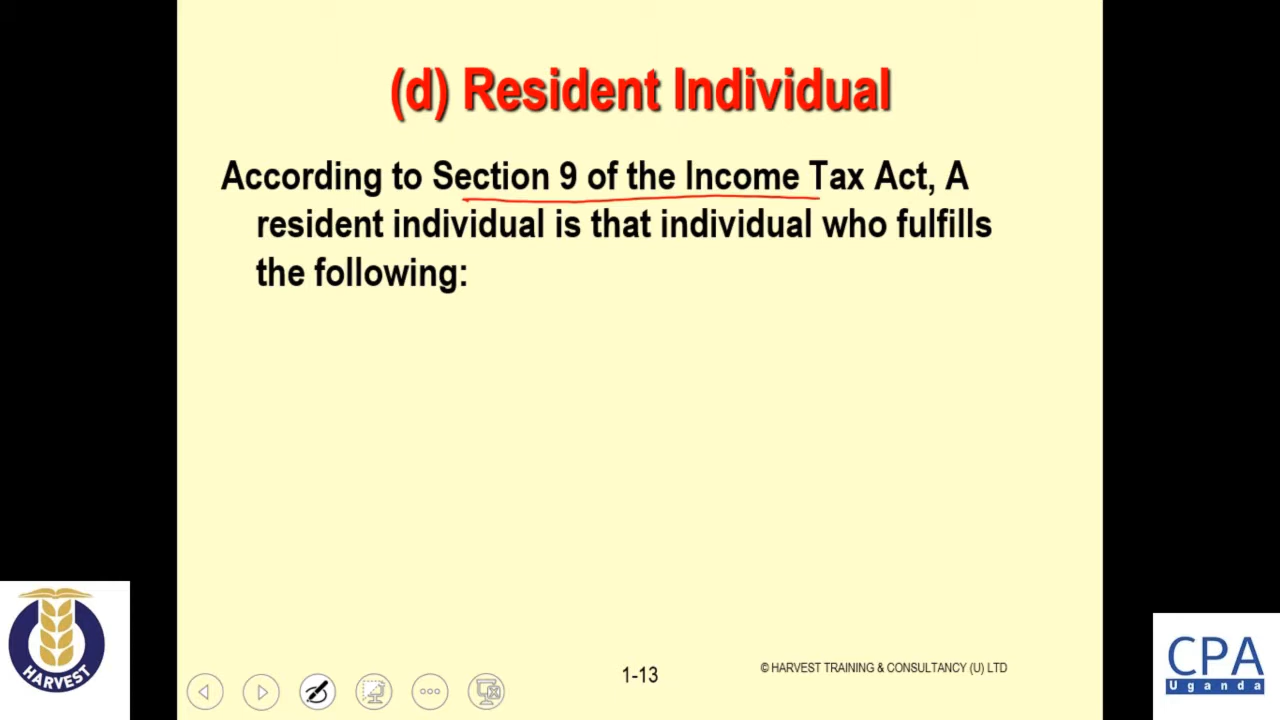 (d) Resident Individual
According to Section 9 of the Income Tax Act, A
resident individual is that individual who fulfills
the following:
HARVEST
1-13
© HARVEST TRAINING & CONSULTANCY (U) LTD
CPA
Uganda